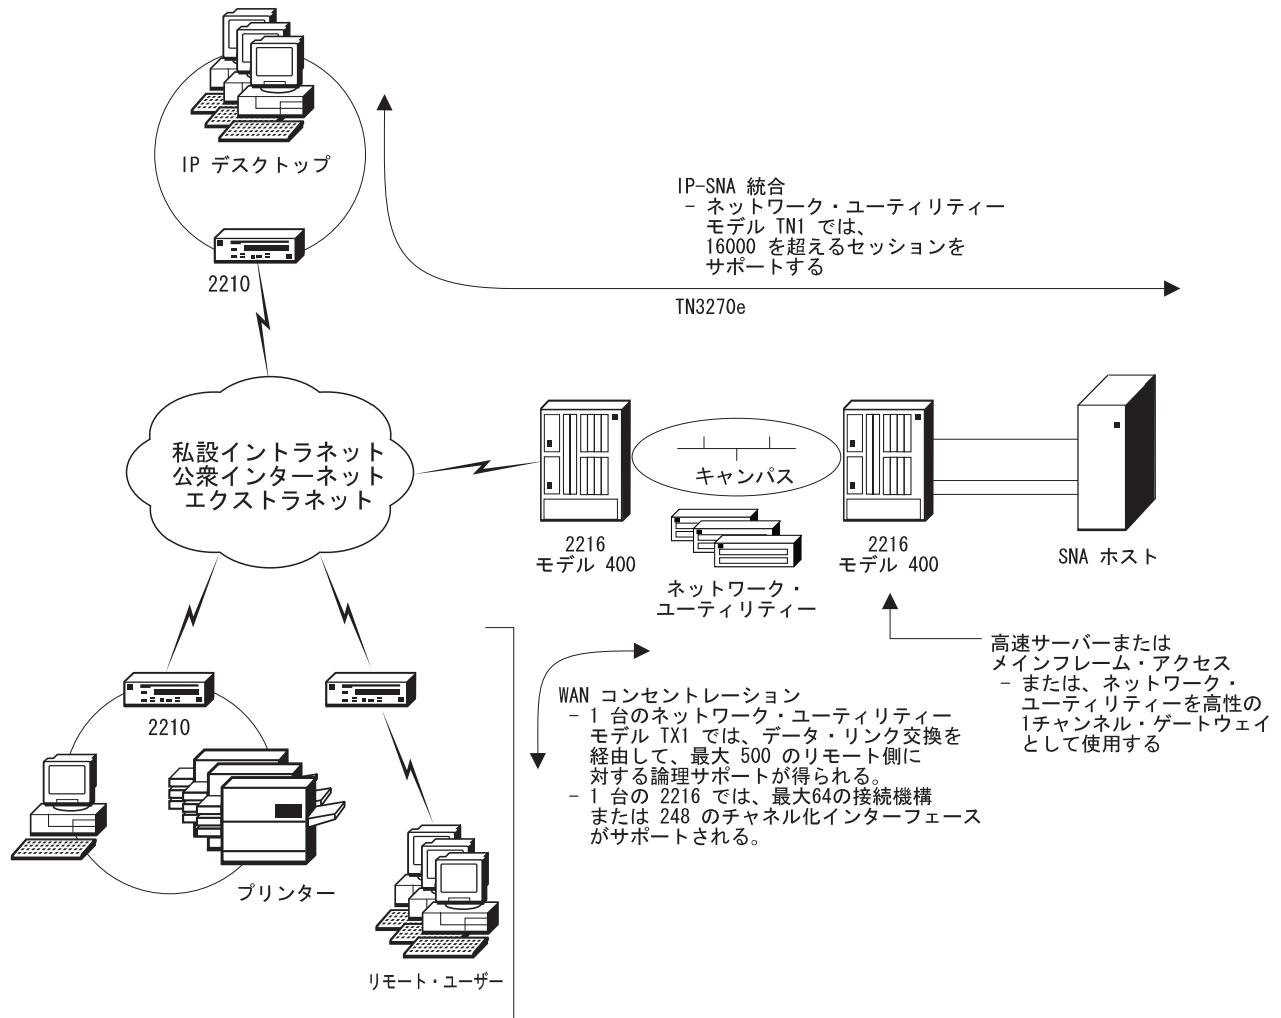 IP デスクトップ
2210
IP-SNA 統合
- ネットワーク・ユーティリティー
モデル TN1 では、
16000 を超えるセッションを
サポートする
TN3270e
私設イントラネット
公衆インターネット
エクストラネット
2216
モデル 400
キャンパス
ネットワーク・
ユーティリティー
2216
モデル 400
SNA ホスト
高速サーバーまたは
メインフレーム・アクセス
- または、ネットワーク・
ユーティリティーを高性の
1チャンネル・ゲートウェイ
として使用する
WAN コンセントレーション
- 1 台のネットワーク・ユーティリティー
モデル TX1 では、データ・リンク交換を
経由して、最大 500 のリモート側に
対する論理サポートが得られる。
- 1 台の 2216 では、最大64の接続機構
または 248 のチャネル化インターフェース
がサポートされる。
2210
プリンター
リモート・ユーザー